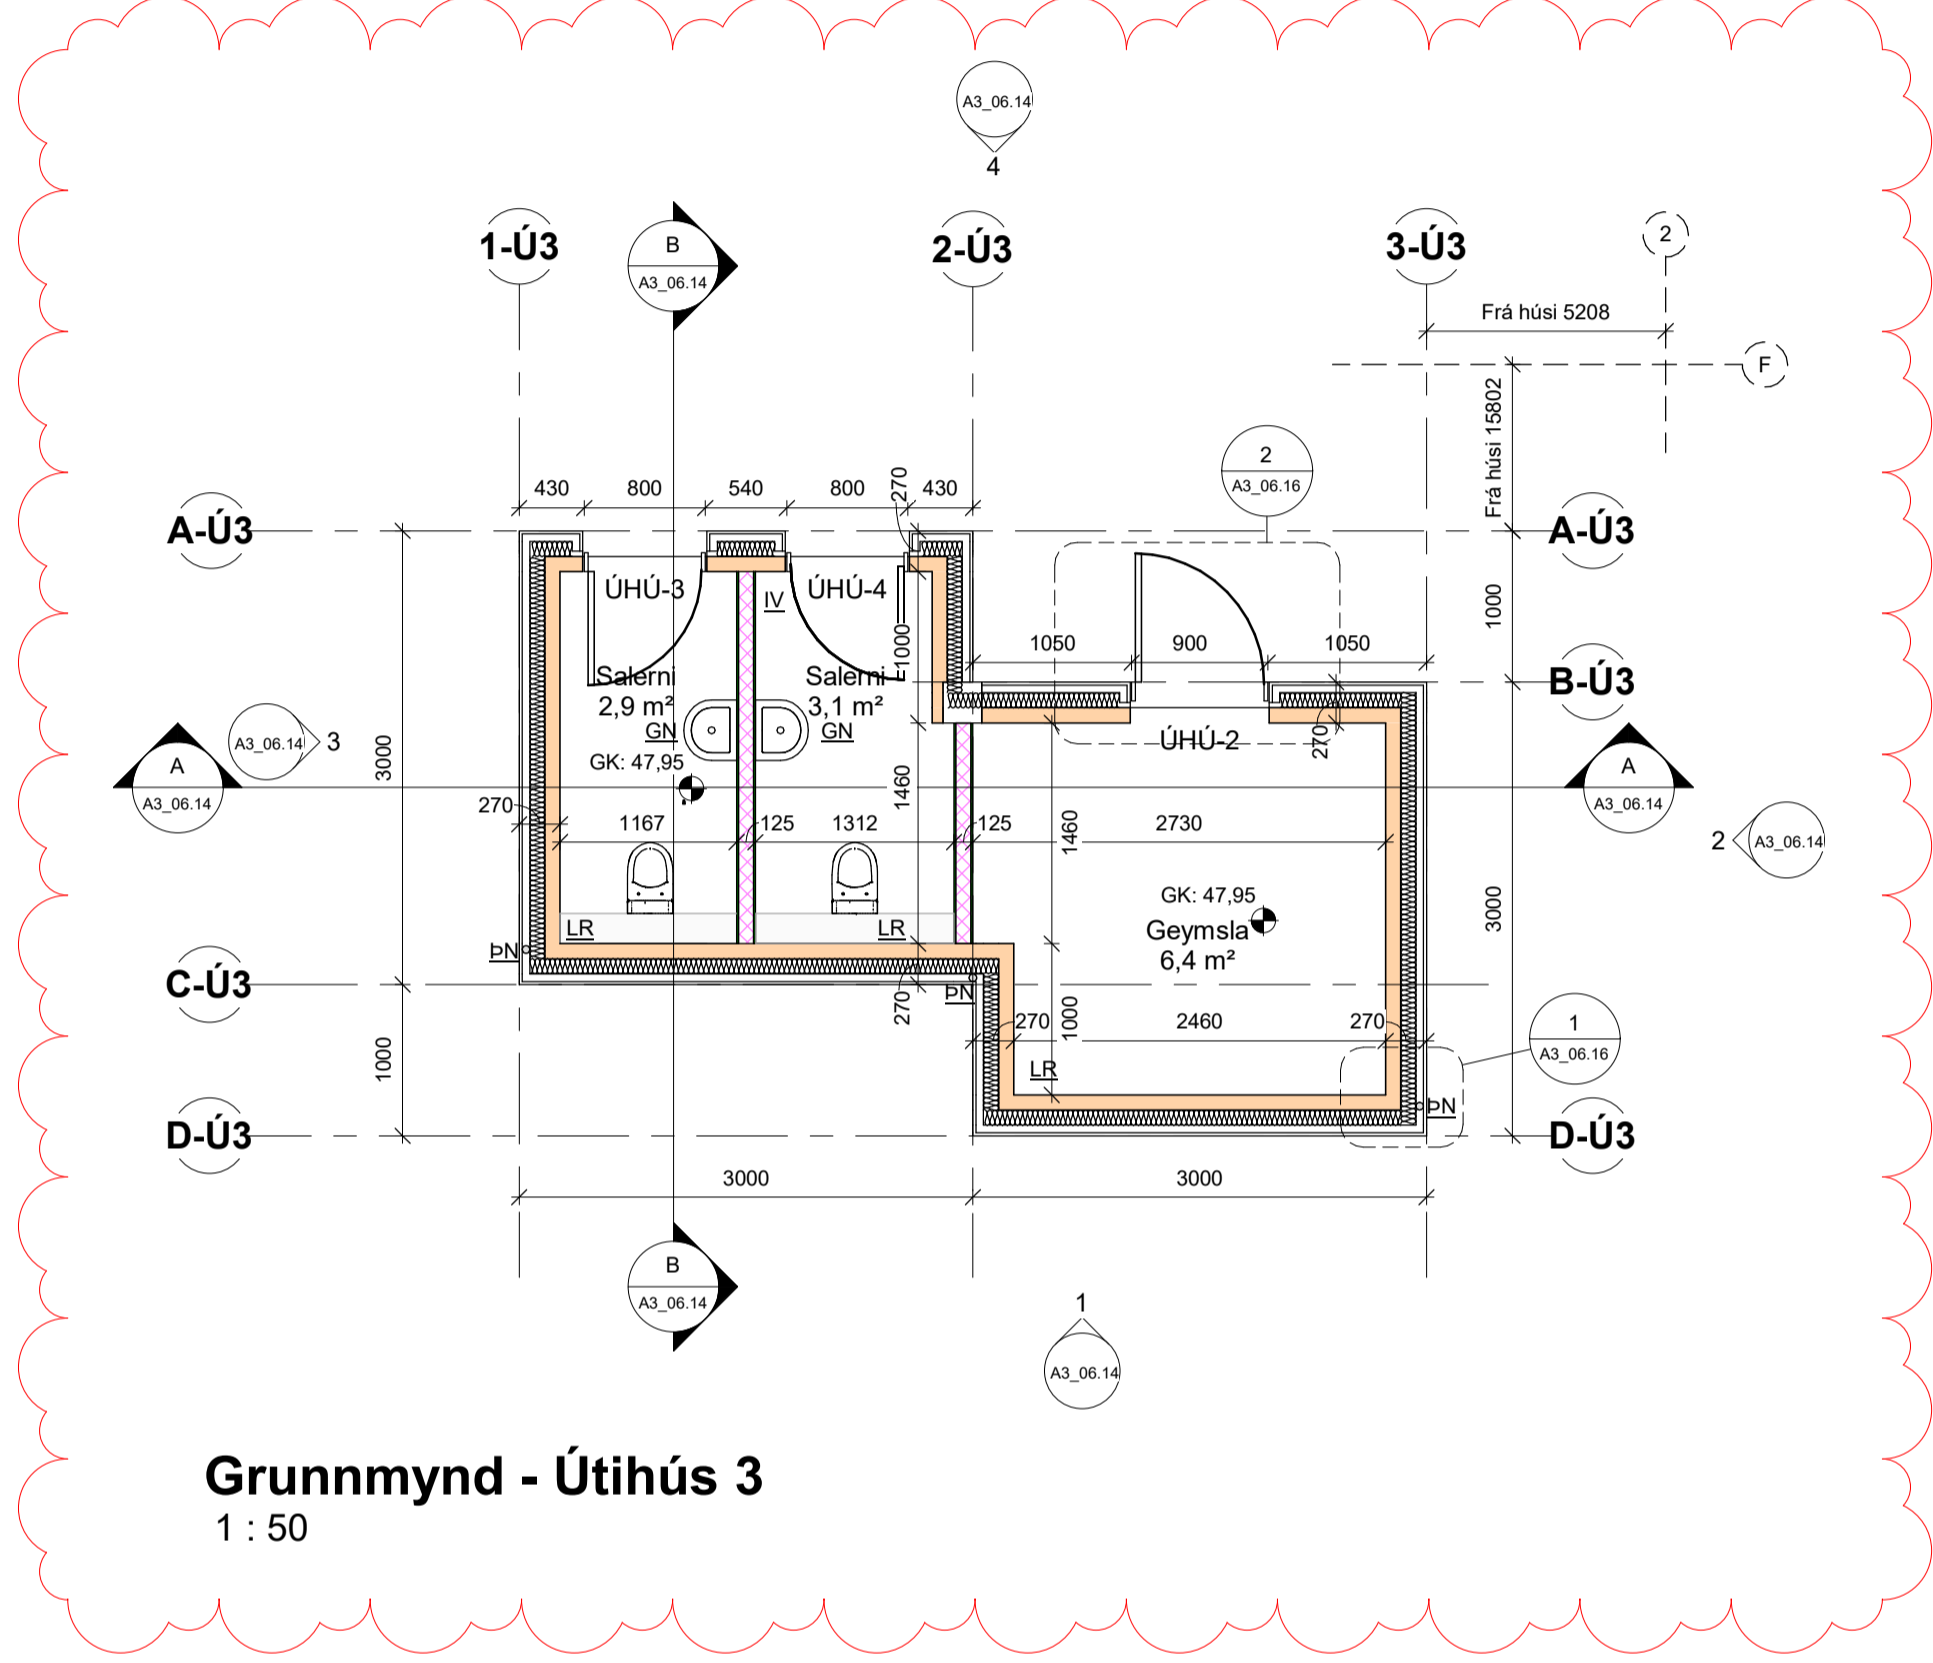 A3_06.14
4
1-Ú3
B
A3_06.14
2-Ú3
3-Ú3
2
Frá húsi 5208
F
Frá húsi 15802
2
A3_06.16
430
800
540
800
270
430
A-Ú3
A-Ú3
ÚHÚ-3
IV
ÚHÚ-4
1000
1000
1050
900
1050
Salerni
2,9 m²
GN
Salerni
3,1 m²
GN
B-Ú3
ÚHÚ-2
270
A3_06.14
3
3000
GK: 47,95
A
A3_06.14
A
A3_06.14
270
1460
1167
125
1312
125
1460
2730
2
A3_06.14
GK: 47,95
Geymsla
6,4 m²
3000
LR
LR
ÞN
C-Ú3
ÞN
270
270
1000
2460
270
1
A3_06.16
1000
LR
ÞN
D-Ú3
D-Ú3
3000
3000
B
A3_06.14
1
A3_06.14
Grunnmynd - Útihús 3
1 : 50